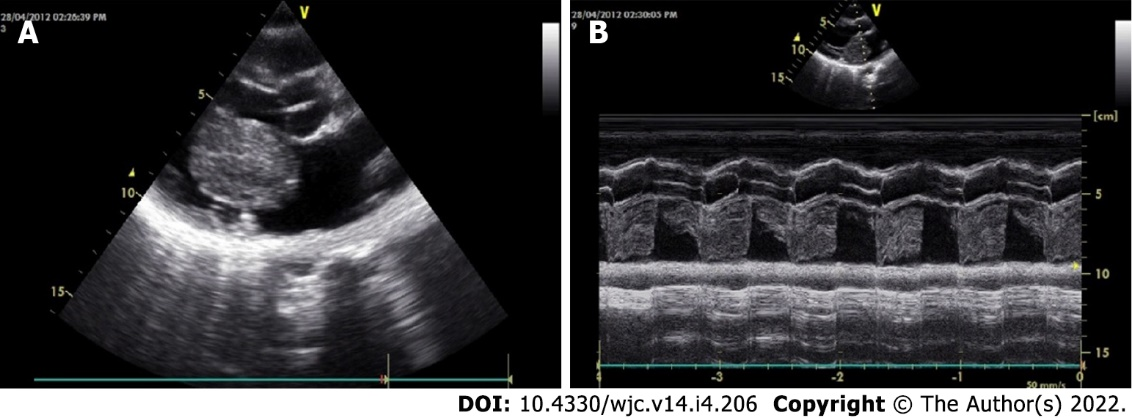 28/04/2012 02:26:39 PM
3
A
V
5
10
15
28/04/2012 02:30:05 PM
9
B
V
5
10
15
[cm]
5
10
15
-3
-2
-1
0
50 mm/s
DOI: 10.4330/wjc.v14.i4.206 Copyright © The Author(s) 2022.